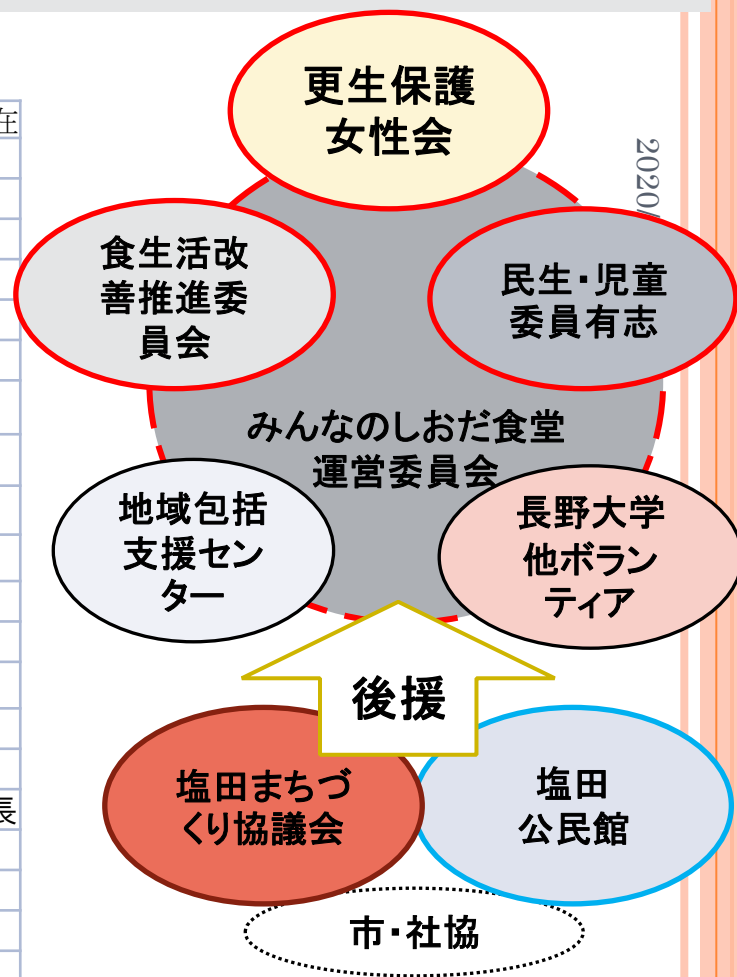 在
更生保護
女性会
2020/
食生活改
善推進委
員会
民生・児童
委員有志
みんなのしおだ食堂
運営委員会
地域包括
支援セン
ター
長野大学
他ボラン
ティア
後援
塩田まちづ
くり協議会
塩田
公民館
長
市・社協